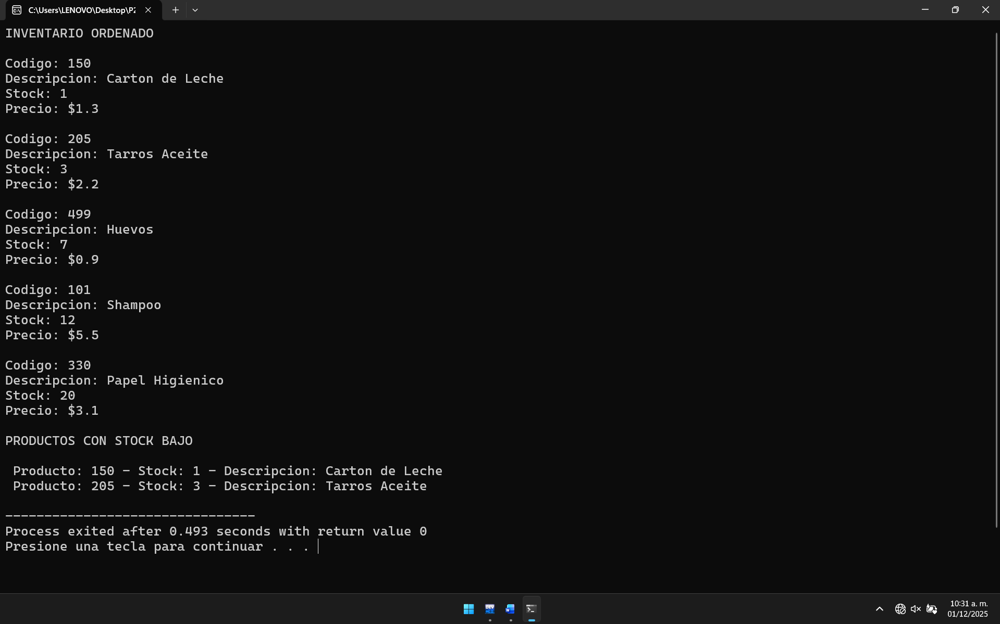 C:\Users\LENOVO\Desktop\P2
INVENTARIO ORDENADO
Codigo: 150
Descripcion: Carton de Leche
Stock: 1
Precio: $1.3
Codigo: 205
Descripcion: Tarros Aceite
Stock: 3
Precio: $2.2
Codigo: 499
Descripcion: Huevos
Stock: 7
Precio: $0.9
Codigo: 101
Descripcion: Shampoo
Stock: 12
Precio: $5.5
Codigo: 330
Descripcion: Papel Higienico
Stock: 20
Precio: $3.1
PRODUCTOS CON STOCK BAJO
Producto: 150 - Stock: 1 - Descripcion: Carton de Leche
Producto: 205 - Stock: 3 - Descripcion: Tarros Aceite
--------------------------------
Process exited after 0.493 seconds with return value 0
Presione una tecla para continuar . . .
DEV
W
10:31 a. m.
01/12/2025